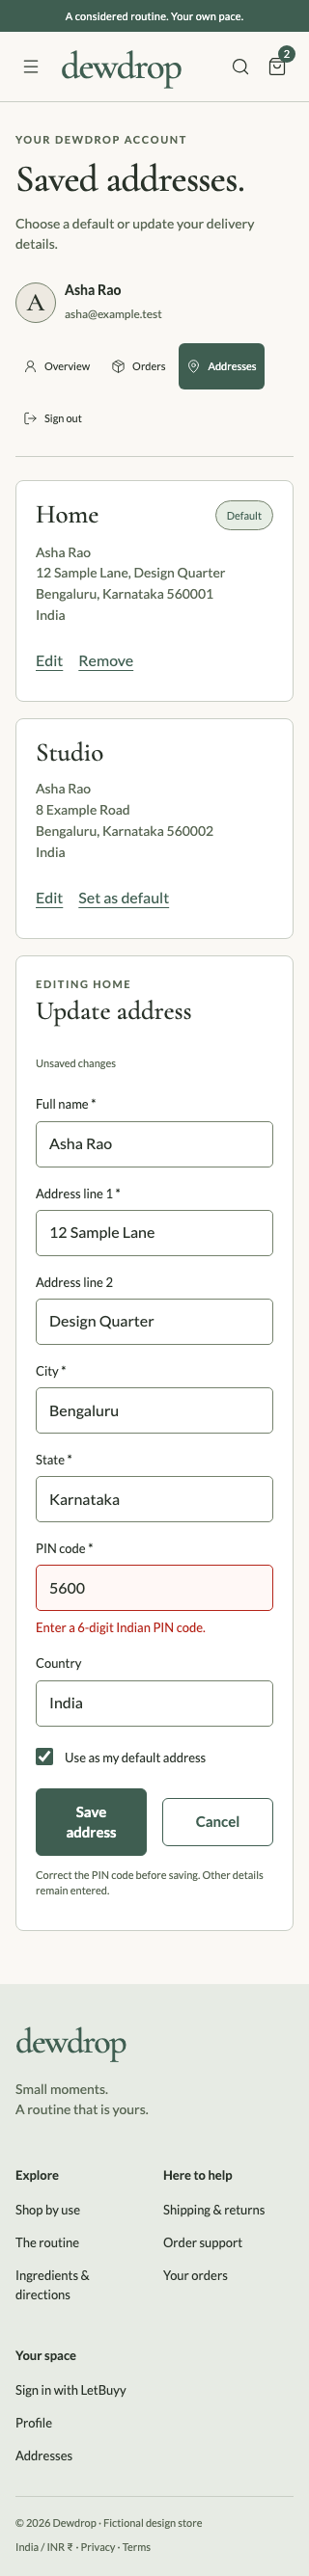 A considered routine. Your own pace.
dewdrop
2
YOUR DEWDROP ACCOUNT
Saved addresses.
Choose a default or update your delivery
details.
A
Asha Rao
asha@example.test
Overview
Orders
Addresses
Sign out
Home
Default
Asha Rao
12 Sample Lane, Design Quarter
Bengaluru, Karnataka 560001
India
Edit Remove
Studio
Asha Rao
8 Example Road
Bengaluru, Karnataka 560002
India
Edit Set as default
EDITING HOME
Update address
Unsaved changes
Full name *
Asha Rao
Address line 1 *
12 Sample Lane
Address line 2
Design Quarter
City *
Bengaluru
State *
Karnataka
PIN code *
5600
Enter a 6-digit Indian PIN code.
Country
India
Use as my default address
Save
address
Cancel
Correct the PIN code before saving. Other details
remain entered.
dewdrop
Small moments.
A routine that is yours.
Explore
Shop by use
The routine
Ingredients &
directions
Here to help
Shipping & returns
Order support
Your orders
Your space
Sign in with LetBuyy
Profile
Addresses
© 2026 Dewdrop · Fictional design store
India / INR ₹ · Privacy · Terms